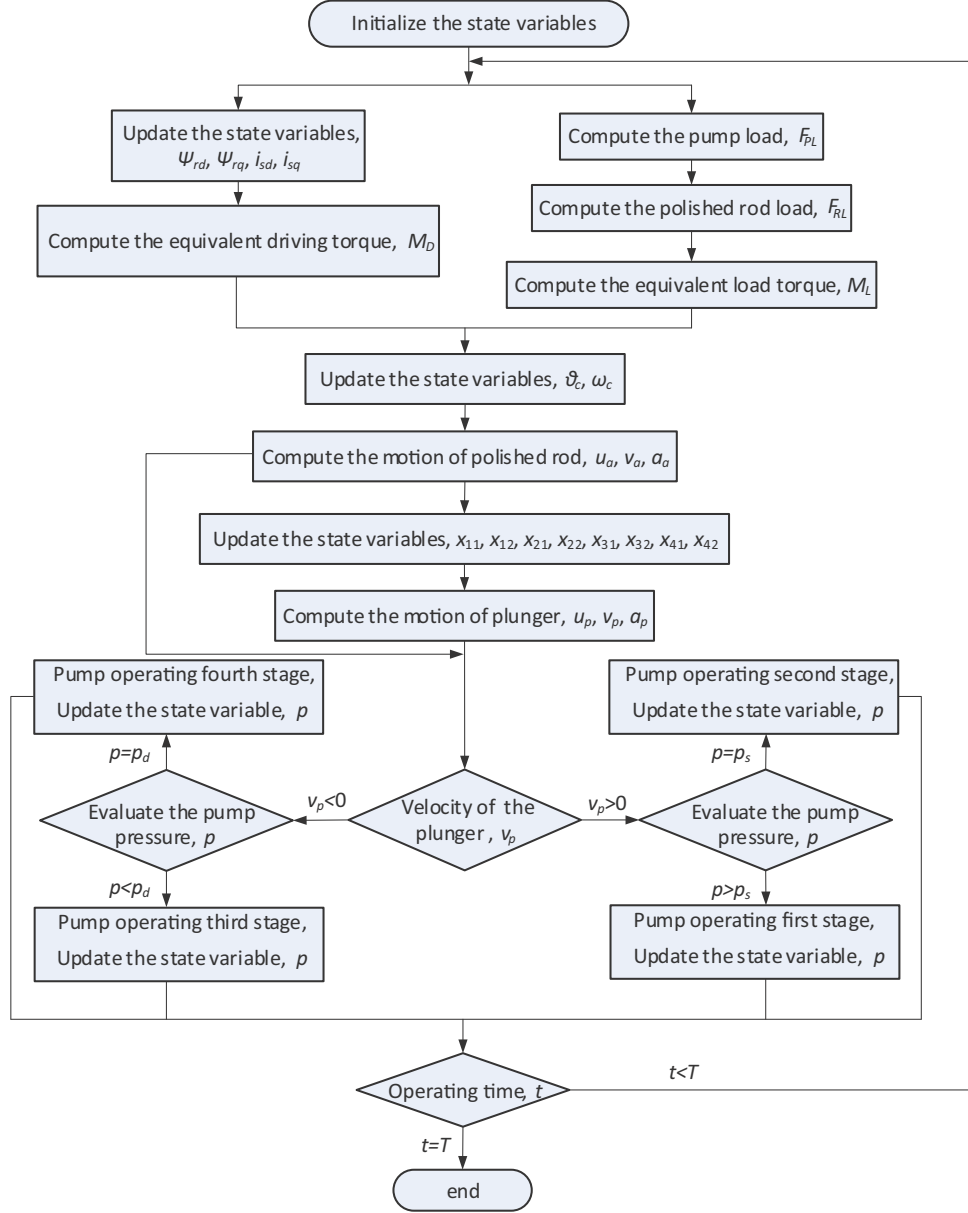 Initialize the state variables
Update the state variables,
Ψrd, Ψrq, isd, isq
Compute the pump load, FPL
Compute the polished rod load, FRL
Compute the equivalent driving torque, MD
Compute the equivalent load torque, ML
Update the state variables, ϑc, ωc
Compute the motion of polished rod, ua, va, aa
Update the state variables, x11, x12, x21, x22, x31, x32, x41, x42
Compute the motion of plunger, up, vp, ap
Pump operating fourth stage,
Update the state variable, p
Pump operating second stage,
Update the state variable, p
p=pd
p=ps
Evaluate the pump
pressure, p
vp<0
Velocity of the
plunger , vp
vp>0
Evaluate the pump
pressure, p
p<pd
p>ps
Pump operating third stage,
Update the state variable, p
Pump operating first stage,
Update the state variable, p
Operating time, t
t<T
t=T
end